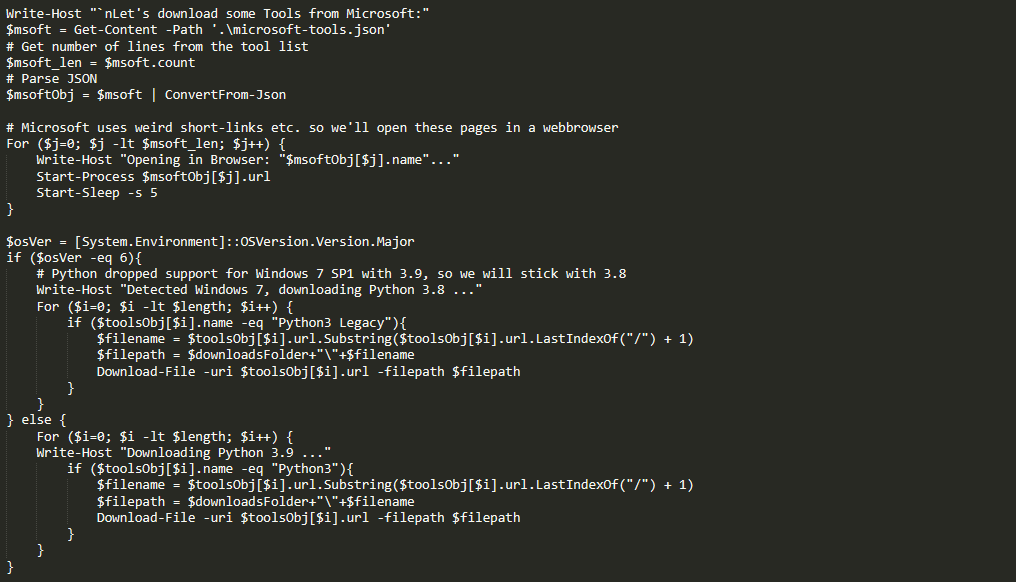 Write-Host "`nLet's download some Tools from Microsoft:"
$msoft = Get-Content -Path '.\microsoft-tools.json'
# Get number of lines from the tool list
$msoft_len = $msoft.count
# Parse JSON
$msoftObj = $msoft | ConvertFrom-Json

# Microsoft uses weird short-links etc. so we'll open these pages in a webbrowser
For ($j=0; $j -lt $msoft_len; $j++) {
    Write-Host "Opening in Browser: "$msoftObj[$j].name"..."
    Start-Process $msoftObj[$j].url
    Start-Sleep -s 5
}

$osVer = [System.Environment]::OSVersion.Version.Major
if ($osVer -eq 6){
    # Python dropped support for Windows 7 SP1 with 3.9, so we will stick with 3.8
    Write-Host "Detected Windows 7, downloading Python 3.8 ..."
    For ($i=0; $i -lt $length; $i++) {
        if ($toolsObj[$i].name -eq "Python3 Legacy"){
            $filename = $toolsObj[$i].url.Substring($toolsObj[$i].url.LastIndexOf("/") + 1)
            $filepath = $downloadsFolder+"\"+$filename
            Download-File -uri $toolsObj[$i].url -filepath $filepath
        }
    }
} else {
    For ($i=0; $i -lt $length; $i++) {
    Write-Host "Downloading Python 3.9 ..."
        if ($toolsObj[$i].name -eq "Python3"){
            $filename = $toolsObj[$i].url.Substring($toolsObj[$i].url.LastIndexOf("/") + 1)
            $filepath = $downloadsFolder+"\"+$filename
            Download-File -uri $toolsObj[$i].url -filepath $filepath
        }
    }
}